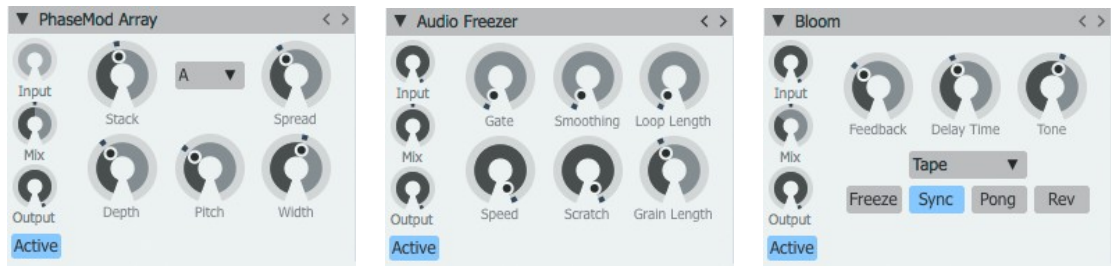 PhaseMod Array
Input
Stack
A
Spread
Mix
Depth
Pitch
Width
Output
Active
Audio Freezer
Input
Gate
Smoothing
Loop Length
Mix
Output
Speed
Scratch
Grain Length
Active
Bloom
Input
Feedback
Delay Time
Tone
Mix
Tape
Output
Freeze
Sync
Pong
Rev
Active